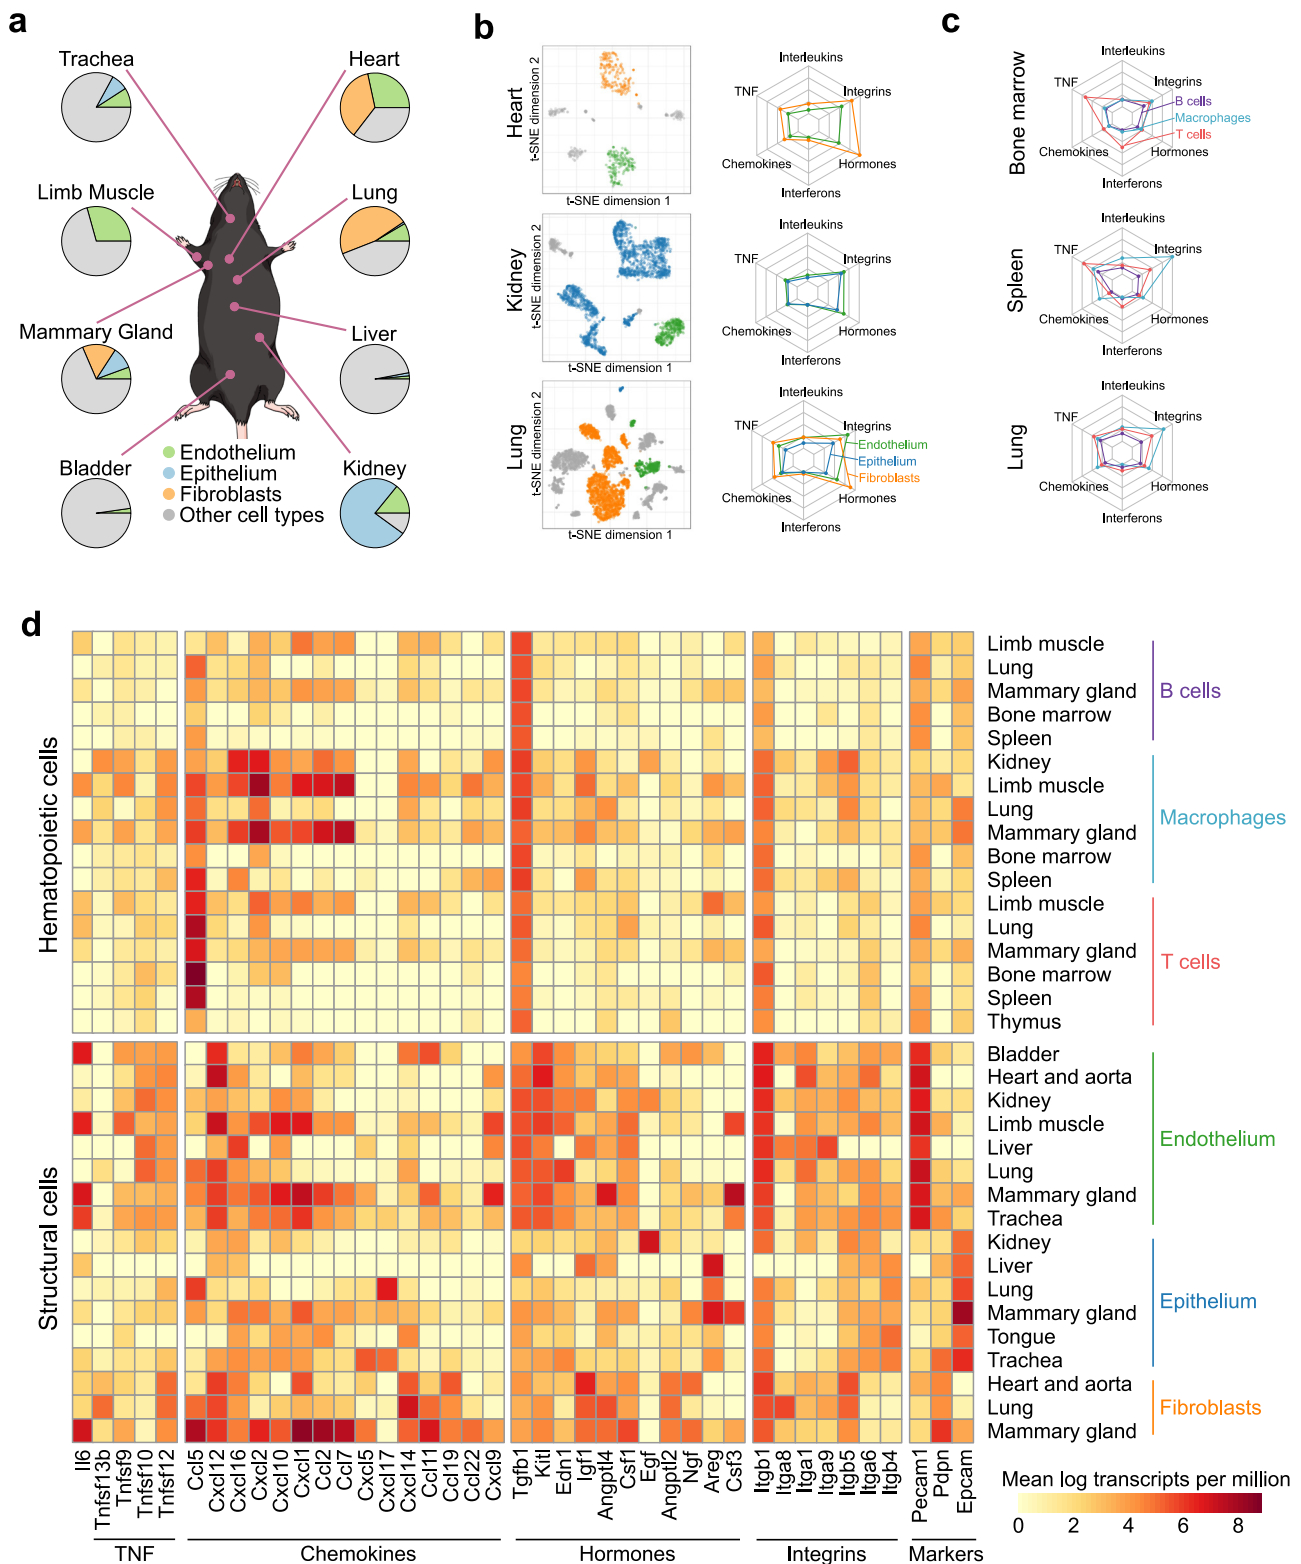 a
Trachea
Heart
Limb Muscle
Lung
Mammary Gland
Liver
Bladder
Kidney
Endothelium
Epithelium
Fibroblasts
Other cell types
b
Heart
t-SNE dimension 2
t-SNE dimension 1
Interleukins
TNF
Integrins
Chemokines
Hormones
Interferons
Kidney
t-SNE dimension 2
t-SNE dimension 1
Interleukins
TNF
Integrins
Chemokines
Hormones
Interferons
Lung
t-SNE dimension 2
t-SNE dimension 1
Interleukins
TNF
Integrins
Endothelium
Epithelium
Fibroblasts
Chemokines
Hormones
Interferons
c
Bone marrow
Interleukins
TNF
Integrins
B cells
Macrophages
T cells
Chemokines
Hormones
Interferons
Spleen
Interleukins
TNF
Integrins
Chemokines
Hormones
Interferons
Lung
Interleukins
TNF
Integrins
Chemokines
Hormones
Interferons
d
Hematopoietic cells
Limb muscle
Lung
Mammary gland
Bone marrow
Spleen
B cells
Kidney
Limb muscle
Lung
Mammary gland
Bone marrow
Spleen
Macrophages
Limb muscle
Lung
Mammary gland
Bone marrow
Spleen
Thymus
T cells
Structural cells
Bladder
Heart and aorta
Kidney
Limb muscle
Liver
Lung
Mammary gland
Trachea
Endothelium
Kidney
Liver
Lung
Mammary gland
Tongue
Trachea
Epithelium
Heart and aorta
Lung
Mammary gland
Fibroblasts
Il6
Tnfsf13b
Tnfsf9
Tnfsf10
Tnfsf12
Ccl5
Cxcl12
Cxcl16
Cxcl2
Cxcl10
Cxcl1
Ccl2
Ccl7
Cxcl5
Cxcl17
Cxcl14
Ccl11
Ccl19
Ccl22
Cxcl9
Tgfb1
Kitl
Edn1
Igf1
Angptl4
Csf1
Egf
Angptl2
Ngf
Areg
Csf3
Itgb1
Itga8
Itga1
Itga9
Itgb5
Itga6
Itgb4
Pecam1
Pdpn
Epcam
TNF
Chemokines
Hormones
Integrins
Markers
Mean log transcripts per million
0 2 4 6 8